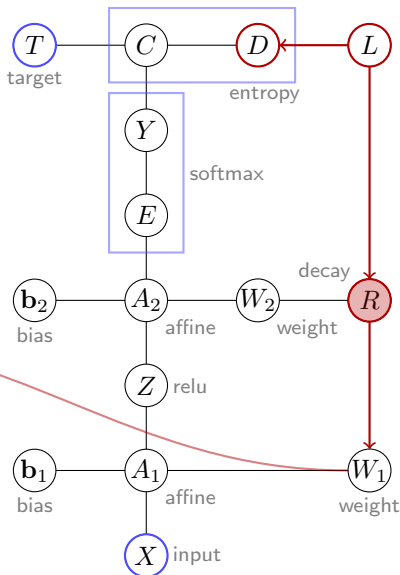 T C D L
target
entropy
Y
softmax
E
decay
b₂ A₂ W₂ R
bias affine weight
Z relu
b₁ A₁ W₁
bias affine weight
X input